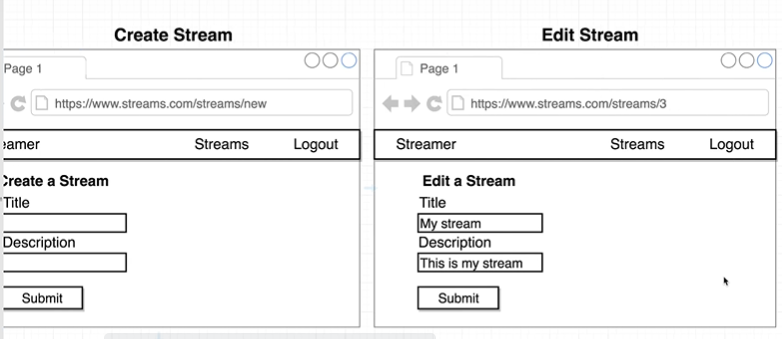 Create Stream
Page 1
https://www.streams.com/streams/new
eamer Streams Logout
Create a Stream
Title
Description
Submit
Edit Stream
Page 1
https://www.streams.com/streams/3
Streamer Streams Logout
Edit a Stream
Title
My stream
Description
This is my stream
Submit